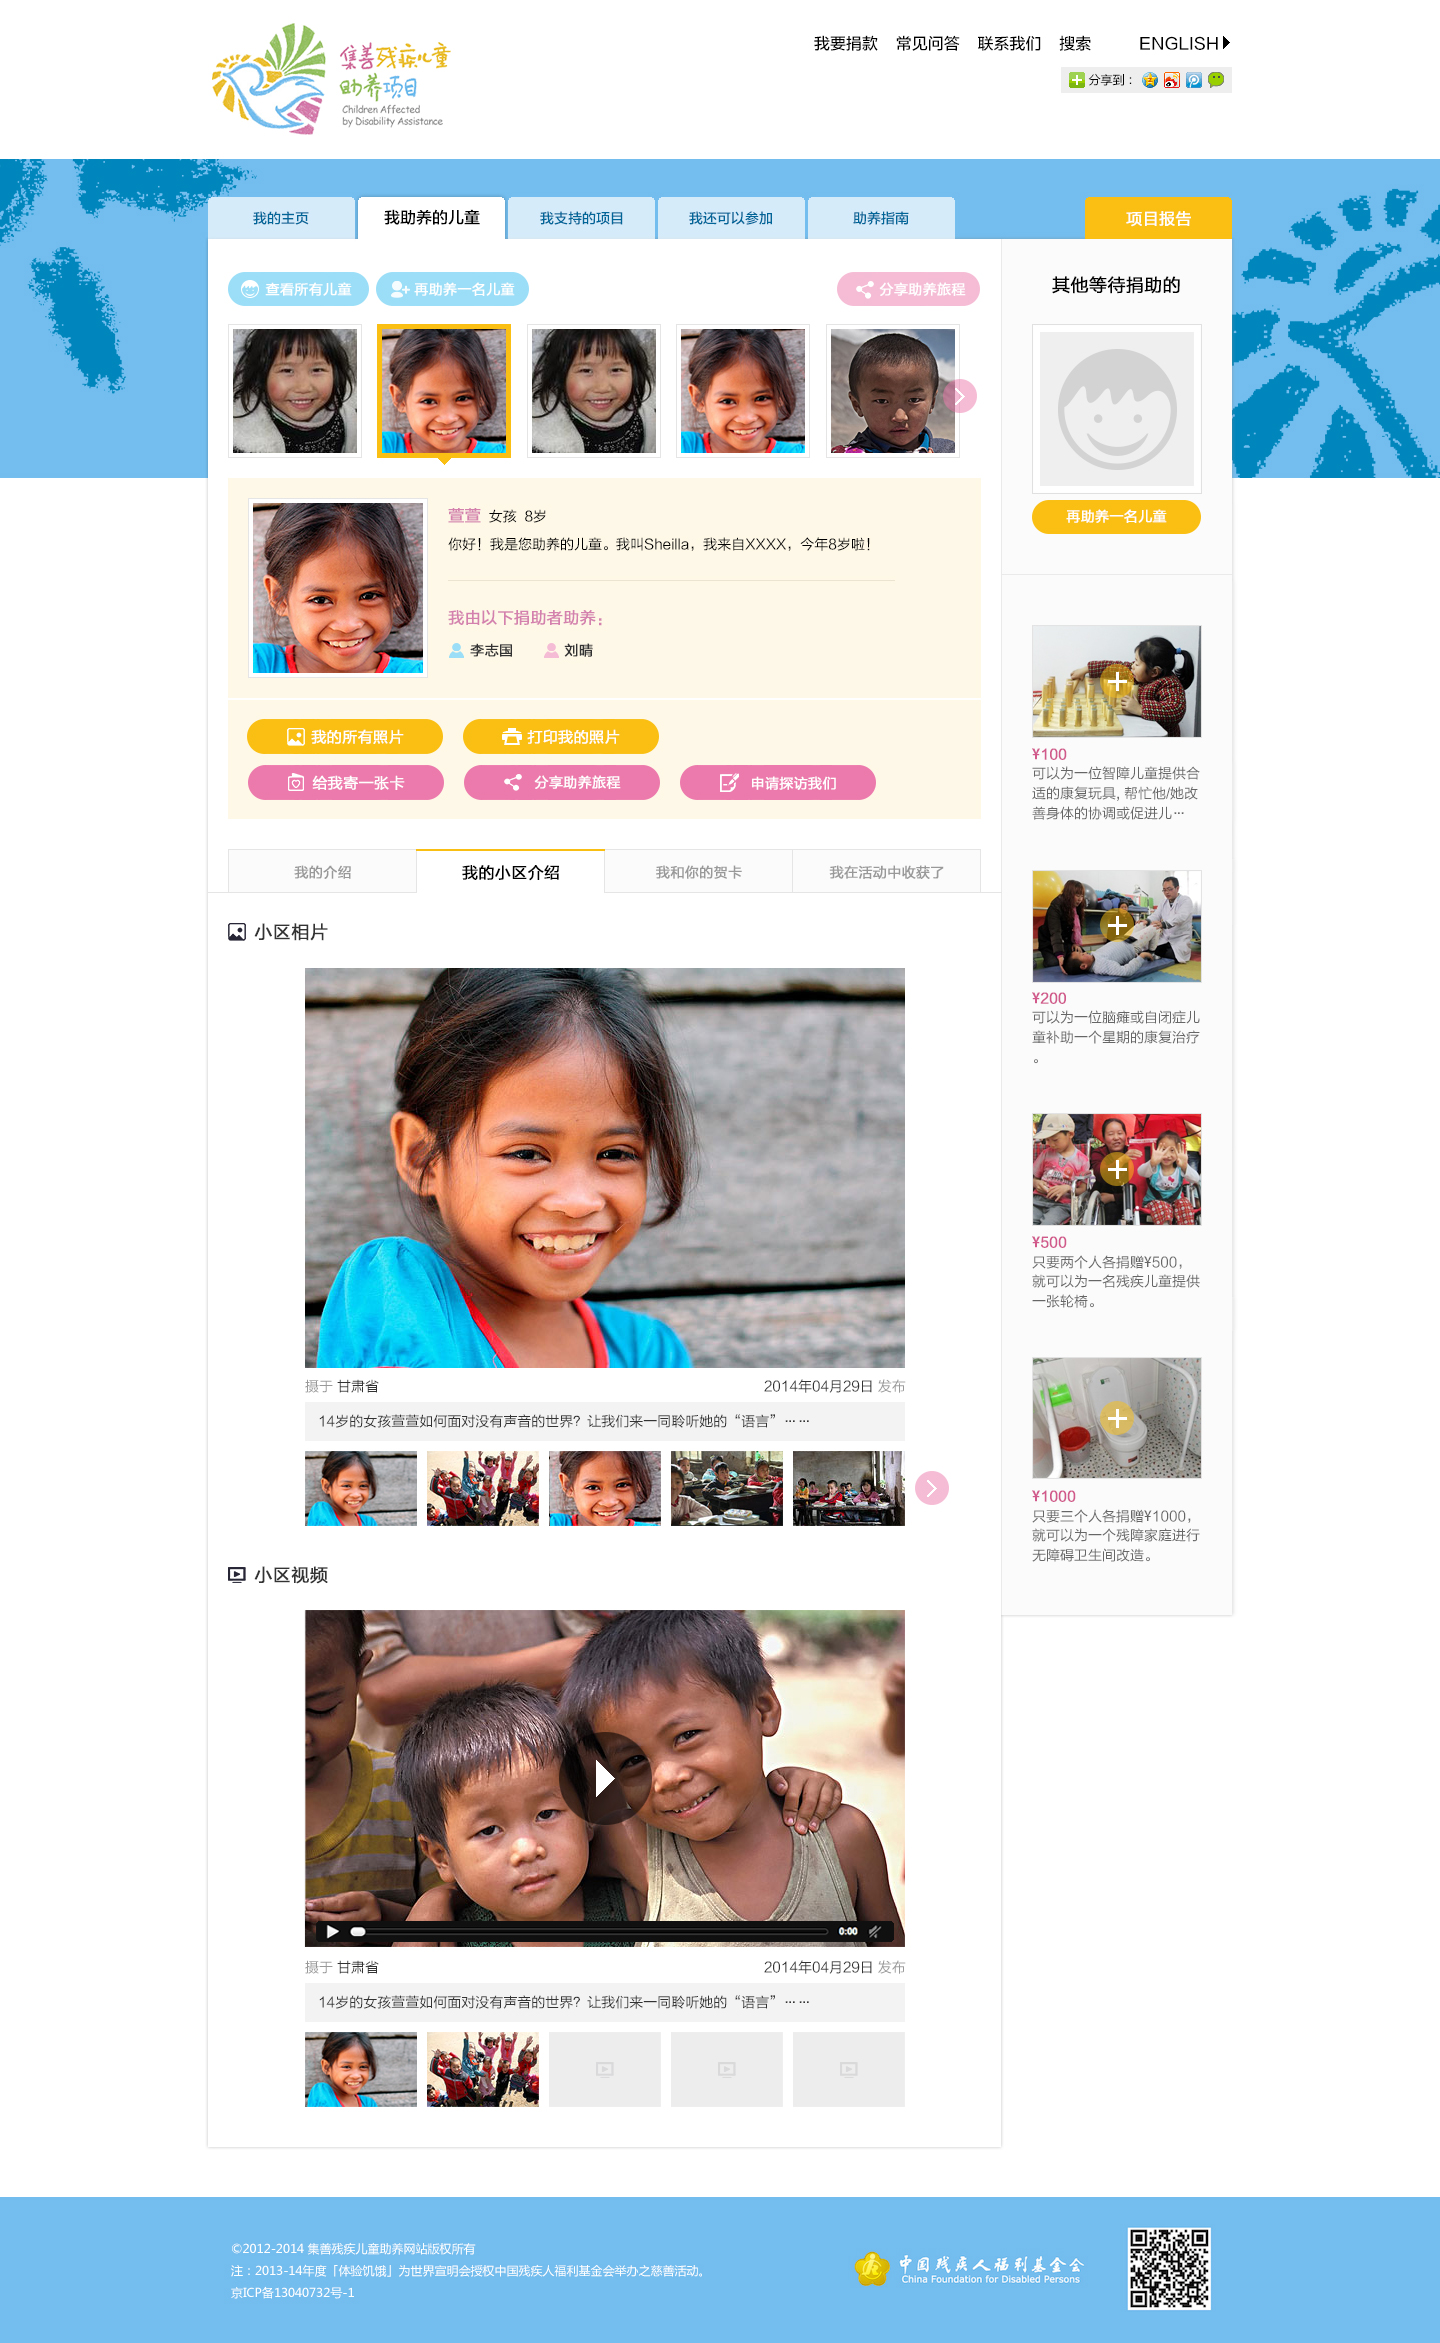 集善残疾儿童
助养项目
Children Affected
by Disability Assistance
我要捐款 常见问答 联系我们 搜索 ENGLISH
分享到：
我的主页 我助养的儿童 我支持的项目 我还可以参加 助养指南 项目报告
查看所有儿童 再助养一名儿童 分享助养旅程
萱萱 女孩 8岁
你好！我是您助养的儿童。我叫Sheilla，我来自XXXX，今年8岁啦！
我由以下捐助者助养：
李志国 刘晴
我的所有照片 打印我的照片
给我寄一张卡 分享助养旅程 申请探访我们
我的介绍 我的小区介绍 我和你的贺卡 我在活动中收获了
小区相片
摄于 甘肃省 2014年04月29日 发布
14岁的女孩萱萱如何面对没有声音的世界？让我们来一同聆听她的“语言”……
小区视频
0:00
摄于 甘肃省 2014年04月29日 发布
14岁的女孩萱萱如何面对没有声音的世界？让我们来一同聆听她的“语言”……
其他等待捐助的
再助养一名儿童
¥100
可以为一位智障儿童提供合
适的康复玩具, 帮忙他/她改
善身体的协调或促进儿…
¥200
可以为一位脑瘫或自闭症儿
童补助一个星期的康复治疗
。
¥500
只要两个人各捐赠¥500，
就可以为一名残疾儿童提供
一张轮椅。
¥1000
只要三个人各捐赠¥1000，
就可以为一个残障家庭进行
无障碍卫生间改造。
©2012-2014 集善残疾儿童助养网站版权所有
注：2013-14年度「体验饥饿」为世界宣明会授权中国残疾人福利基金会举办之慈善活动。
京ICP备13040732号-1
中国残疾人福利基金会
China Foundation for Disabled Persons